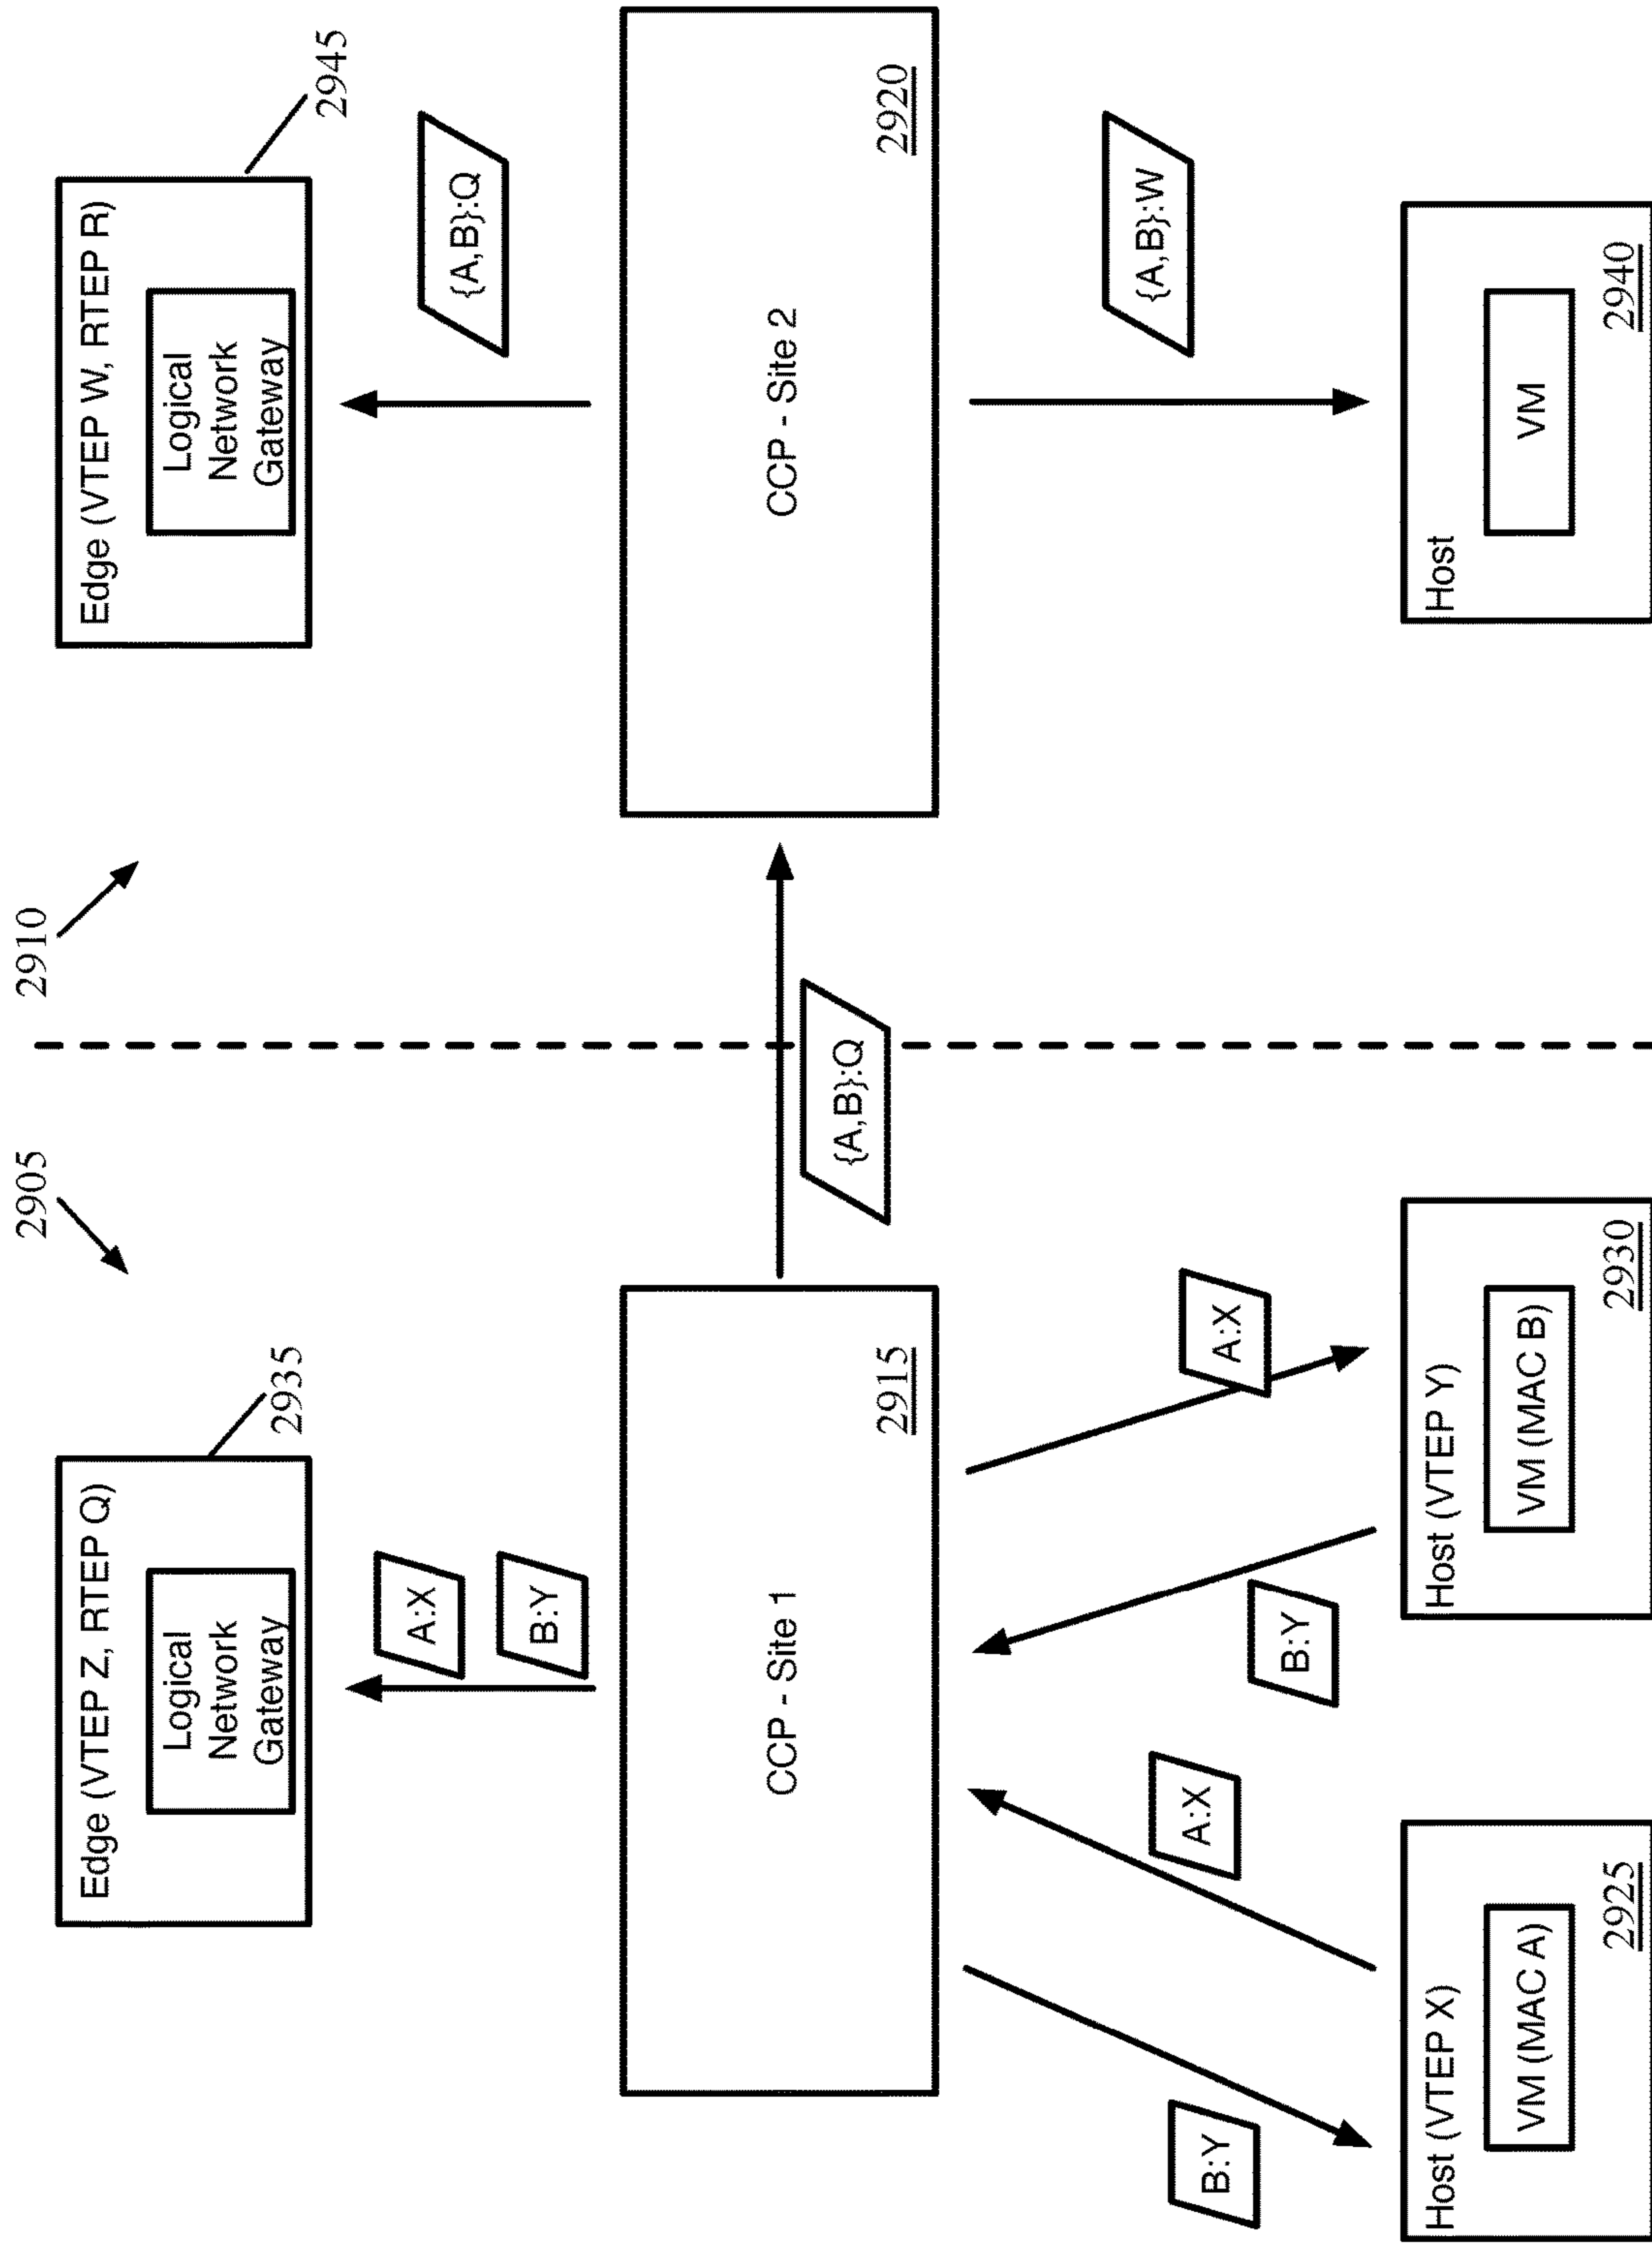 2905
2910
Edge (VTEP Z, RTEP Q)
Logical
Network
Gateway
2935
Edge (VTEP W, RTEP R)
Logical
Network
Gateway
2945
A:X
B:Y
{A,B}:Q
CCP - Site 1
2915
{A,B}:Q
CCP - Site 2
2920
B:Y
A:X
B:Y
A:X
{A,B}:W
Host (VTEP X)
VM (MAC A)
2925
Host (VTEP Y)
VM (MAC B)
2930
Host
VM
2940